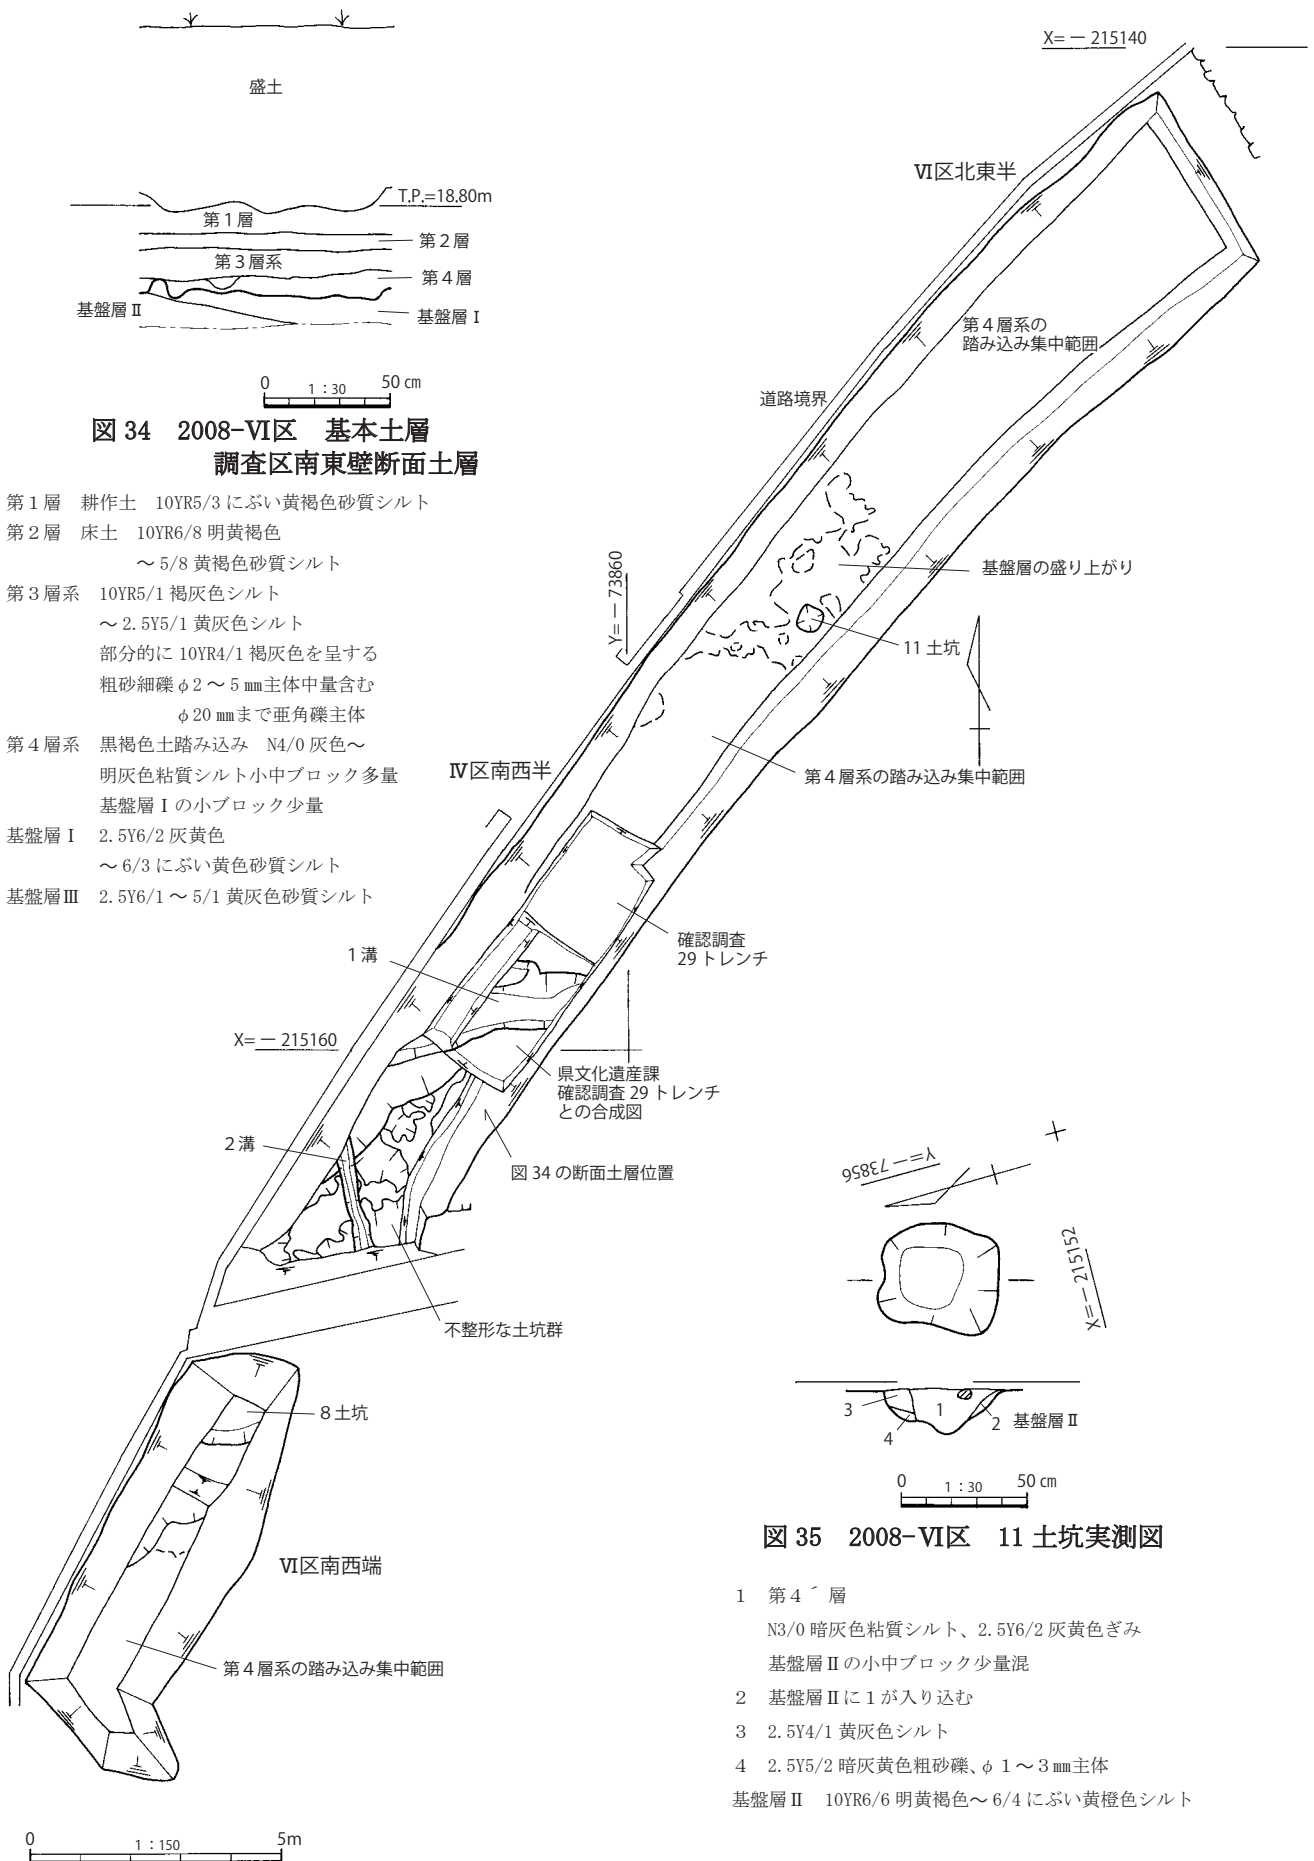 盛土
T.P.=18.80m
第１層
第２層
第３層系
第４層
基盤層Ⅱ
基盤層Ⅰ
0
1：30
50 ㎝
図 34　2008-Ⅵ区　基本土層
調査区南東壁断面土層
第１層　耕作土　10YR5/3 にぶい黄褐色砂質シルト
第２層　床土　10YR6/8 明黄褐色
～ 5/8 黄褐色砂質シルト
第３層系　10YR5/1 褐灰色シルト
～ 2.5Y5/1 黄灰色シルト
部分的に 10YR4/1 褐灰色を呈する
粗砂細礫φ2 ～ 5 ㎜主体中量含む
φ20 ㎜まで亜角礫主体
第４層系　黒褐色土踏み込み　N4/0 灰色～
明灰色粘質シルト小中ブロック多量
基盤層Ⅰの小ブロック少量
基盤層Ⅰ　2.5Y6/2 灰黄色
～ 6/3 にぶい黄色砂質シルト
基盤層Ⅲ　2.5Y6/1 ～ 5/1 黄灰色砂質シルト
X= － 215140
Ⅵ区北東半
第４層系の
踏み込み集中範囲
道路境界
Y= － 73860
基盤層の盛り上がり
11 土坑
第４層系の踏み込み集中範囲
Ⅳ区南西半
確認調査
29 トレンチ
１溝
X= － 215160
県文化遺産課
確認調査 29 トレンチ
との合成図
２溝
図 34 の断面土層位置
不整形な土坑群
８土坑
Ⅵ区南西端
第４層系の踏み込み集中範囲
0
1：150
5m
Y= － 73856
X= － 215152
3
4
1
2
基盤層Ⅱ
0
1：30
50 ㎝
図 35　2008-Ⅵ区　11 土坑実測図
1　第４´層
N3/0 暗灰色粘質シルト、2.5Y6/2 灰黄色ぎみ
基盤層Ⅱの小中ブロック少量混
2　基盤層Ⅱに１が入り込む
3　2.5Y4/1 黄灰色シルト
4　2.5Y5/2 暗灰黄色粗砂礫、φ 1 ～ 3 ㎜主体
基盤層Ⅱ　10YR6/6 明黄褐色～ 6/4 にぶい黄橙色シルト